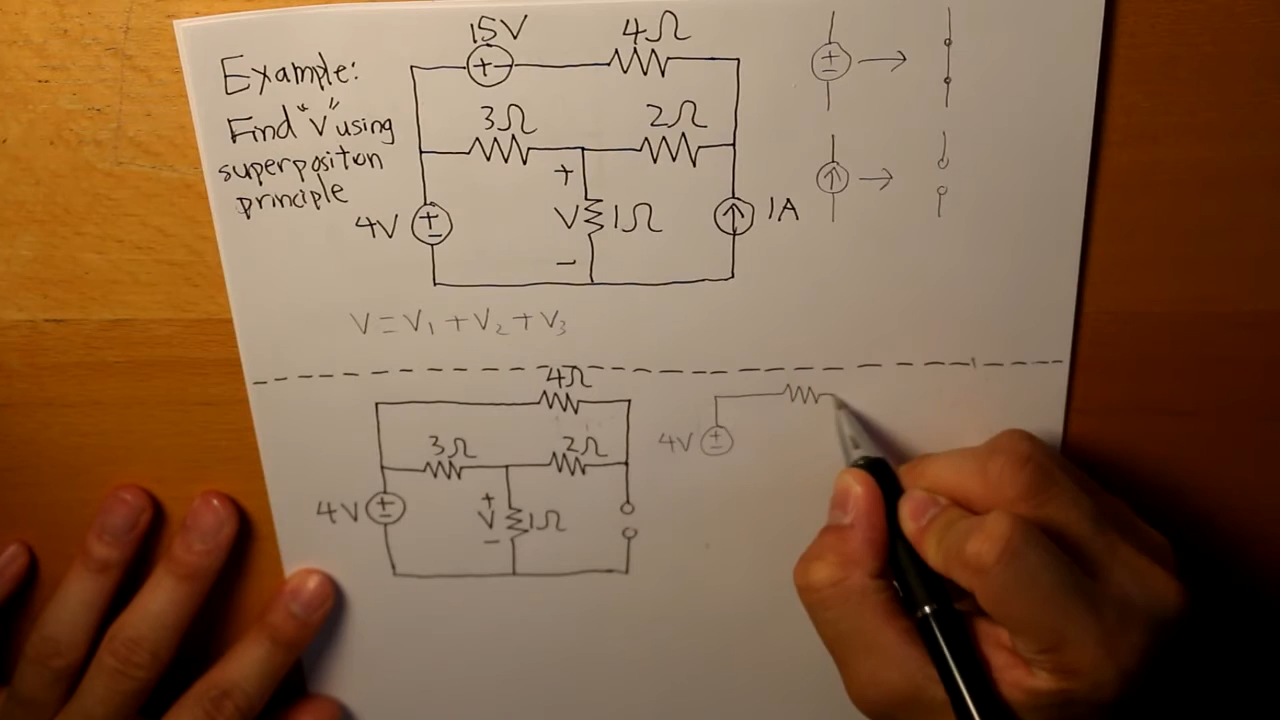 Example:
Find "V" using
superpositon
principle
15V
4Ω
3Ω
2Ω
4V
+
V
-
1Ω
1A
V = V₁ + V₂ + V₃
4Ω
3Ω
2Ω
4V
+
V
-
1Ω
4V